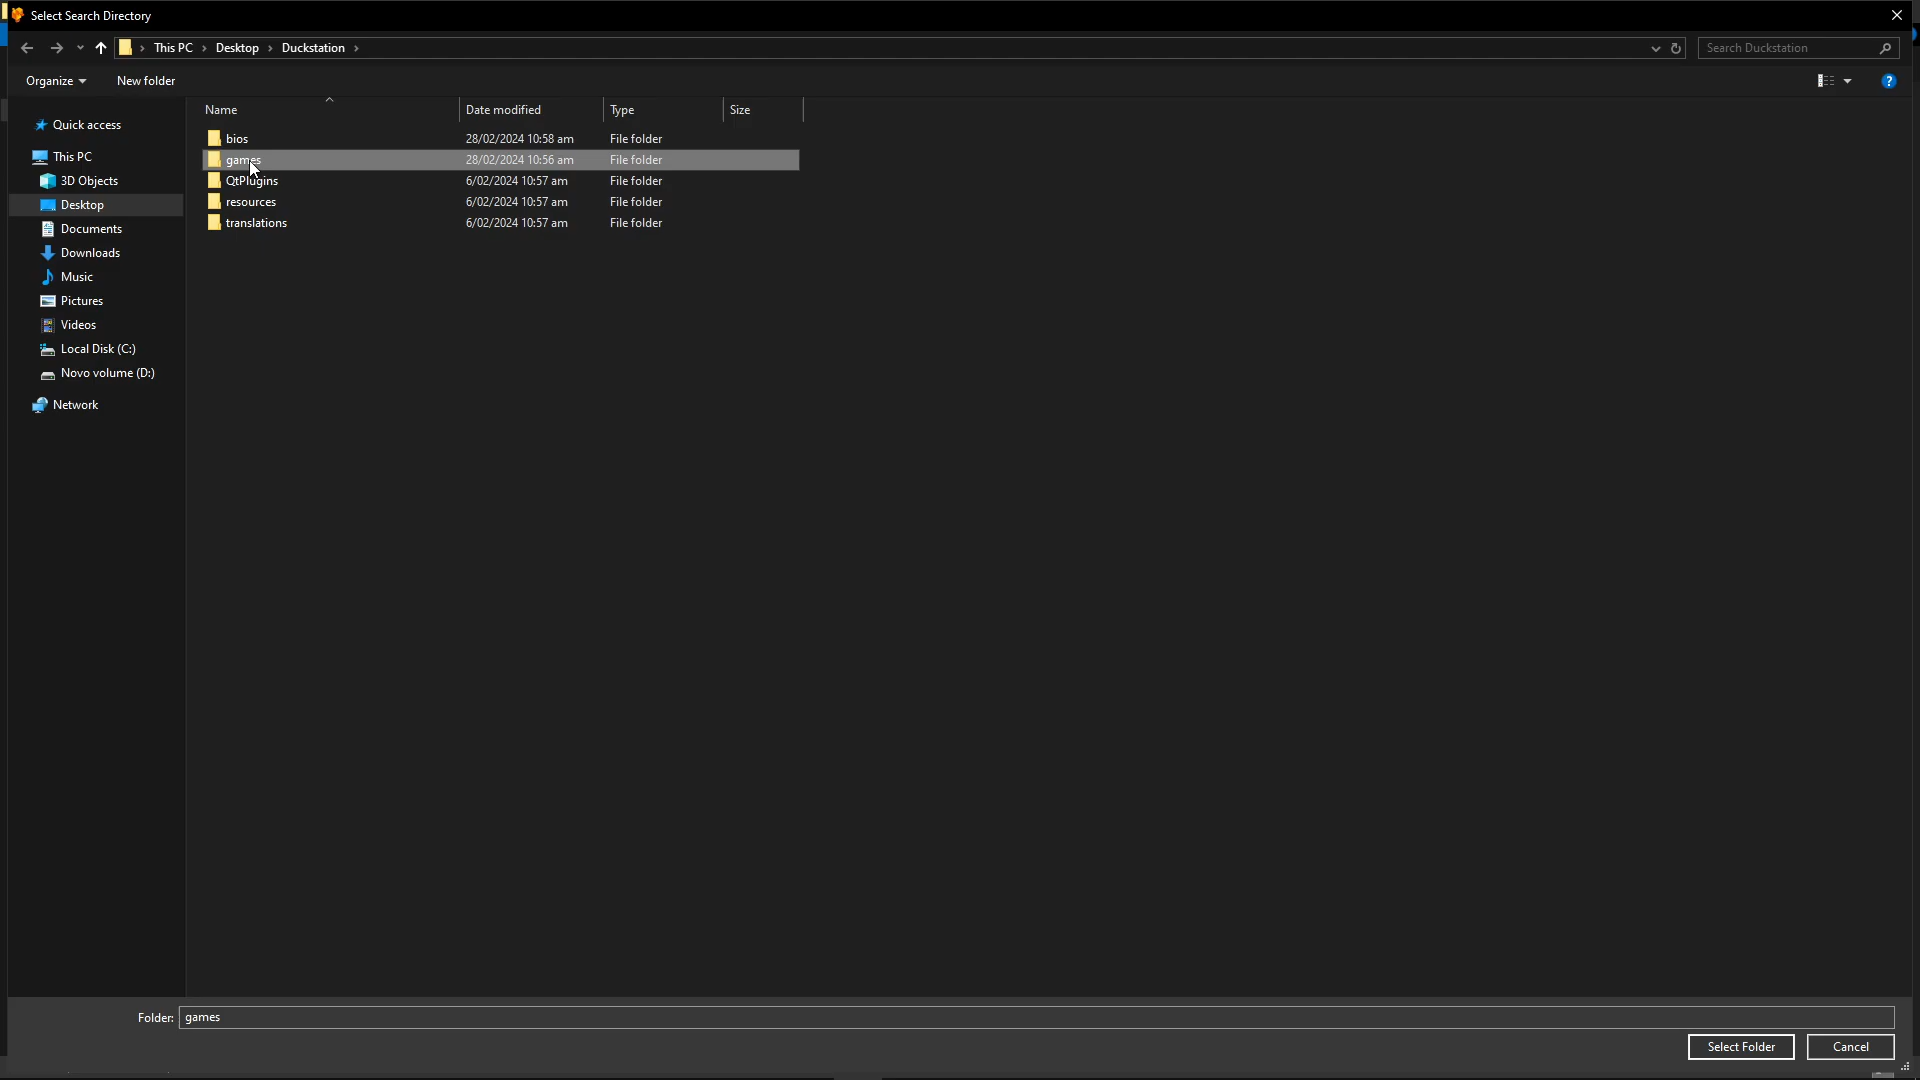 Select Search Directory
This PC Desktop Duckstation
Search Duckstation
Organize New folder
Name Date modified Type Size
Quick access
This PC
3D Objects
Desktop
Documents
Downloads
Music
Pictures
Videos
Local Disk (C:)
Novo volume (D:)
Network
bios 28/02/2024 10:58 am File folder
games 28/02/2024 10:56 am File folder
QtPlugins 6/02/2024 10:57 am File folder
resources 6/02/2024 10:57 am File folder
translations 6/02/2024 10:57 am File folder
Folder: games
Select Folder Cancel